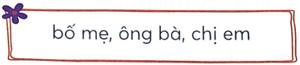 bố mẹ, ông bà, chị em